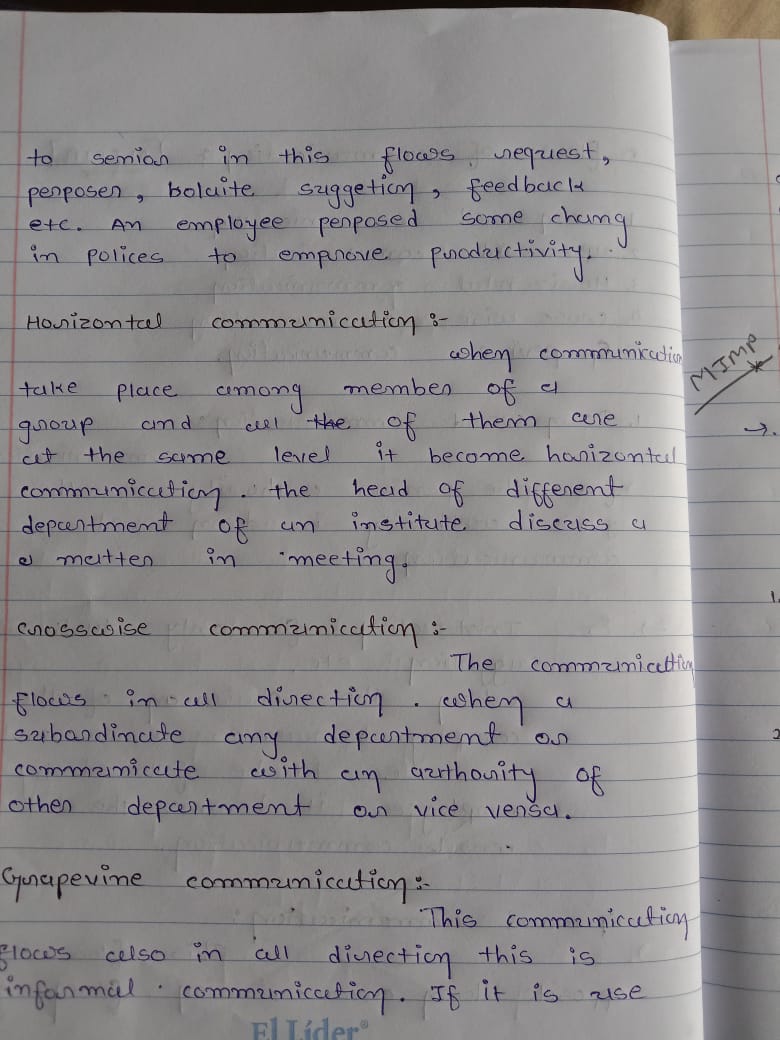 to senior in this flows request,
perposer, bolaite suggetion, feedback
etc. An employee perposed some chang
in polices to emprove productivity.
Horizontal communication :-
when communication
take place among member of a
group and all the of them are
at the same level it become horizontal
communication. the head of different
department of an institute discuss a
a matter in meeting.
crosswise communication :-
The communication
flows in all direction. when a
subordinate any department or
communicate with an authority of
other department or vice versa.
Grapevine communication :-
This communication
flows also in all direction this is
informal communication. If it is use
El Líder®
MIMP
1.
2